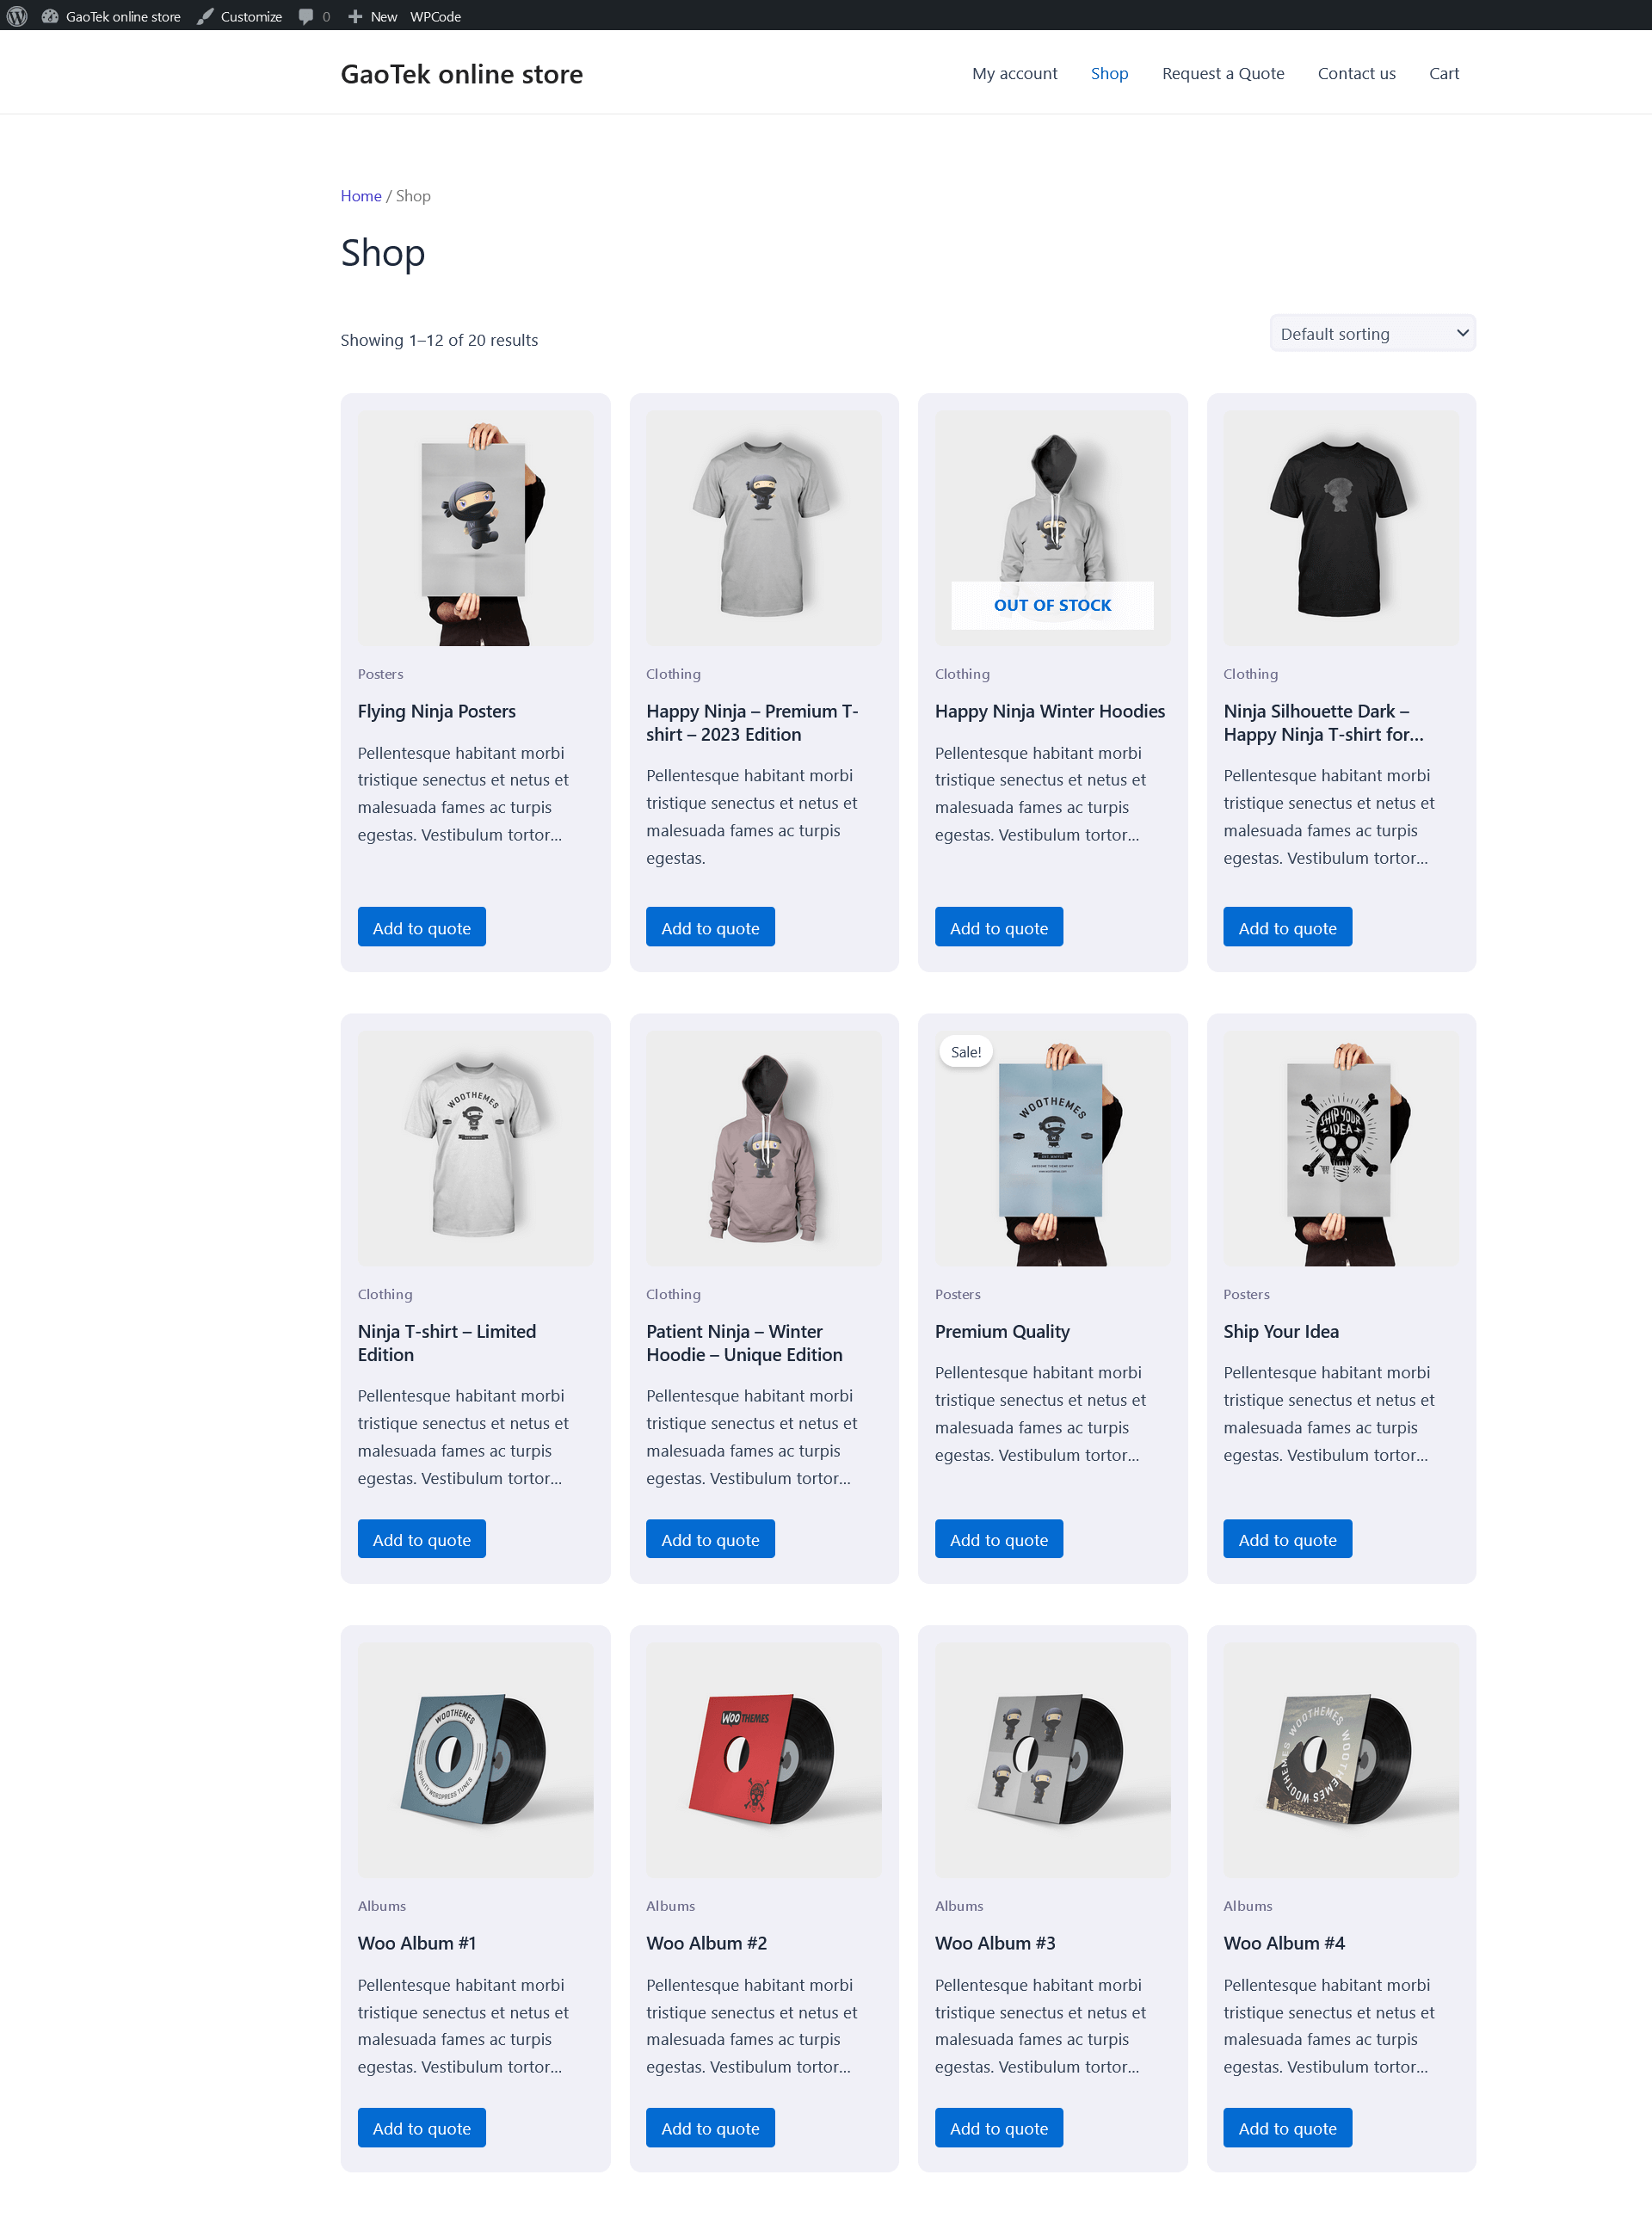 GaoTek online store Customize 0 New WPCode
GaoTek online store
My account Shop Request a Quote Contact us Cart
Home / Shop
Shop
Showing 1–12 of 20 results
Default sorting
OUT OF STOCK
Posters
Flying Ninja Posters
Pellentesque habitant morbi
tristique senectus et netus et
malesuada fames ac turpis
egestas. Vestibulum tortor...
Add to quote
Clothing
Happy Ninja – Premium T-
shirt – 2023 Edition
Pellentesque habitant morbi
tristique senectus et netus et
malesuada fames ac turpis
egestas.
Add to quote
Clothing
Happy Ninja Winter Hoodies
Pellentesque habitant morbi
tristique senectus et netus et
malesuada fames ac turpis
egestas. Vestibulum tortor...
Add to quote
Clothing
Ninja Silhouette Dark –
Happy Ninja T-shirt for...
Pellentesque habitant morbi
tristique senectus et netus et
malesuada fames ac turpis
egestas. Vestibulum tortor...
Add to quote
WOOTHEMES
Clothing
Ninja T-shirt – Limited
Edition
Pellentesque habitant morbi
tristique senectus et netus et
malesuada fames ac turpis
egestas. Vestibulum tortor...
Add to quote
Clothing
Patient Ninja – Winter
Hoodie – Unique Edition
Pellentesque habitant morbi
tristique senectus et netus et
malesuada fames ac turpis
egestas. Vestibulum tortor...
Add to quote
Sale!
WOOTHEMES
Posters
Premium Quality
Pellentesque habitant morbi
tristique senectus et netus et
malesuada fames ac turpis
egestas. Vestibulum tortor...
Add to quote
SHIP YOUR
IDEA
Posters
Ship Your Idea
Pellentesque habitant morbi
tristique senectus et netus et
malesuada fames ac turpis
egestas. Vestibulum tortor...
Add to quote
WOOTHEMES
QUALITY WORDPRESS TUNES
Albums
Woo Album #1
Pellentesque habitant morbi
tristique senectus et netus et
malesuada fames ac turpis
egestas. Vestibulum tortor...
Add to quote
WOOTHEMES
Albums
Woo Album #2
Pellentesque habitant morbi
tristique senectus et netus et
malesuada fames ac turpis
egestas. Vestibulum tortor...
Add to quote
Albums
Woo Album #3
Pellentesque habitant morbi
tristique senectus et netus et
malesuada fames ac turpis
egestas. Vestibulum tortor...
Add to quote
WOOTHEMES WOOTHEMES WOOTHEMES
Albums
Woo Album #4
Pellentesque habitant morbi
tristique senectus et netus et
malesuada fames ac turpis
egestas. Vestibulum tortor...
Add to quote